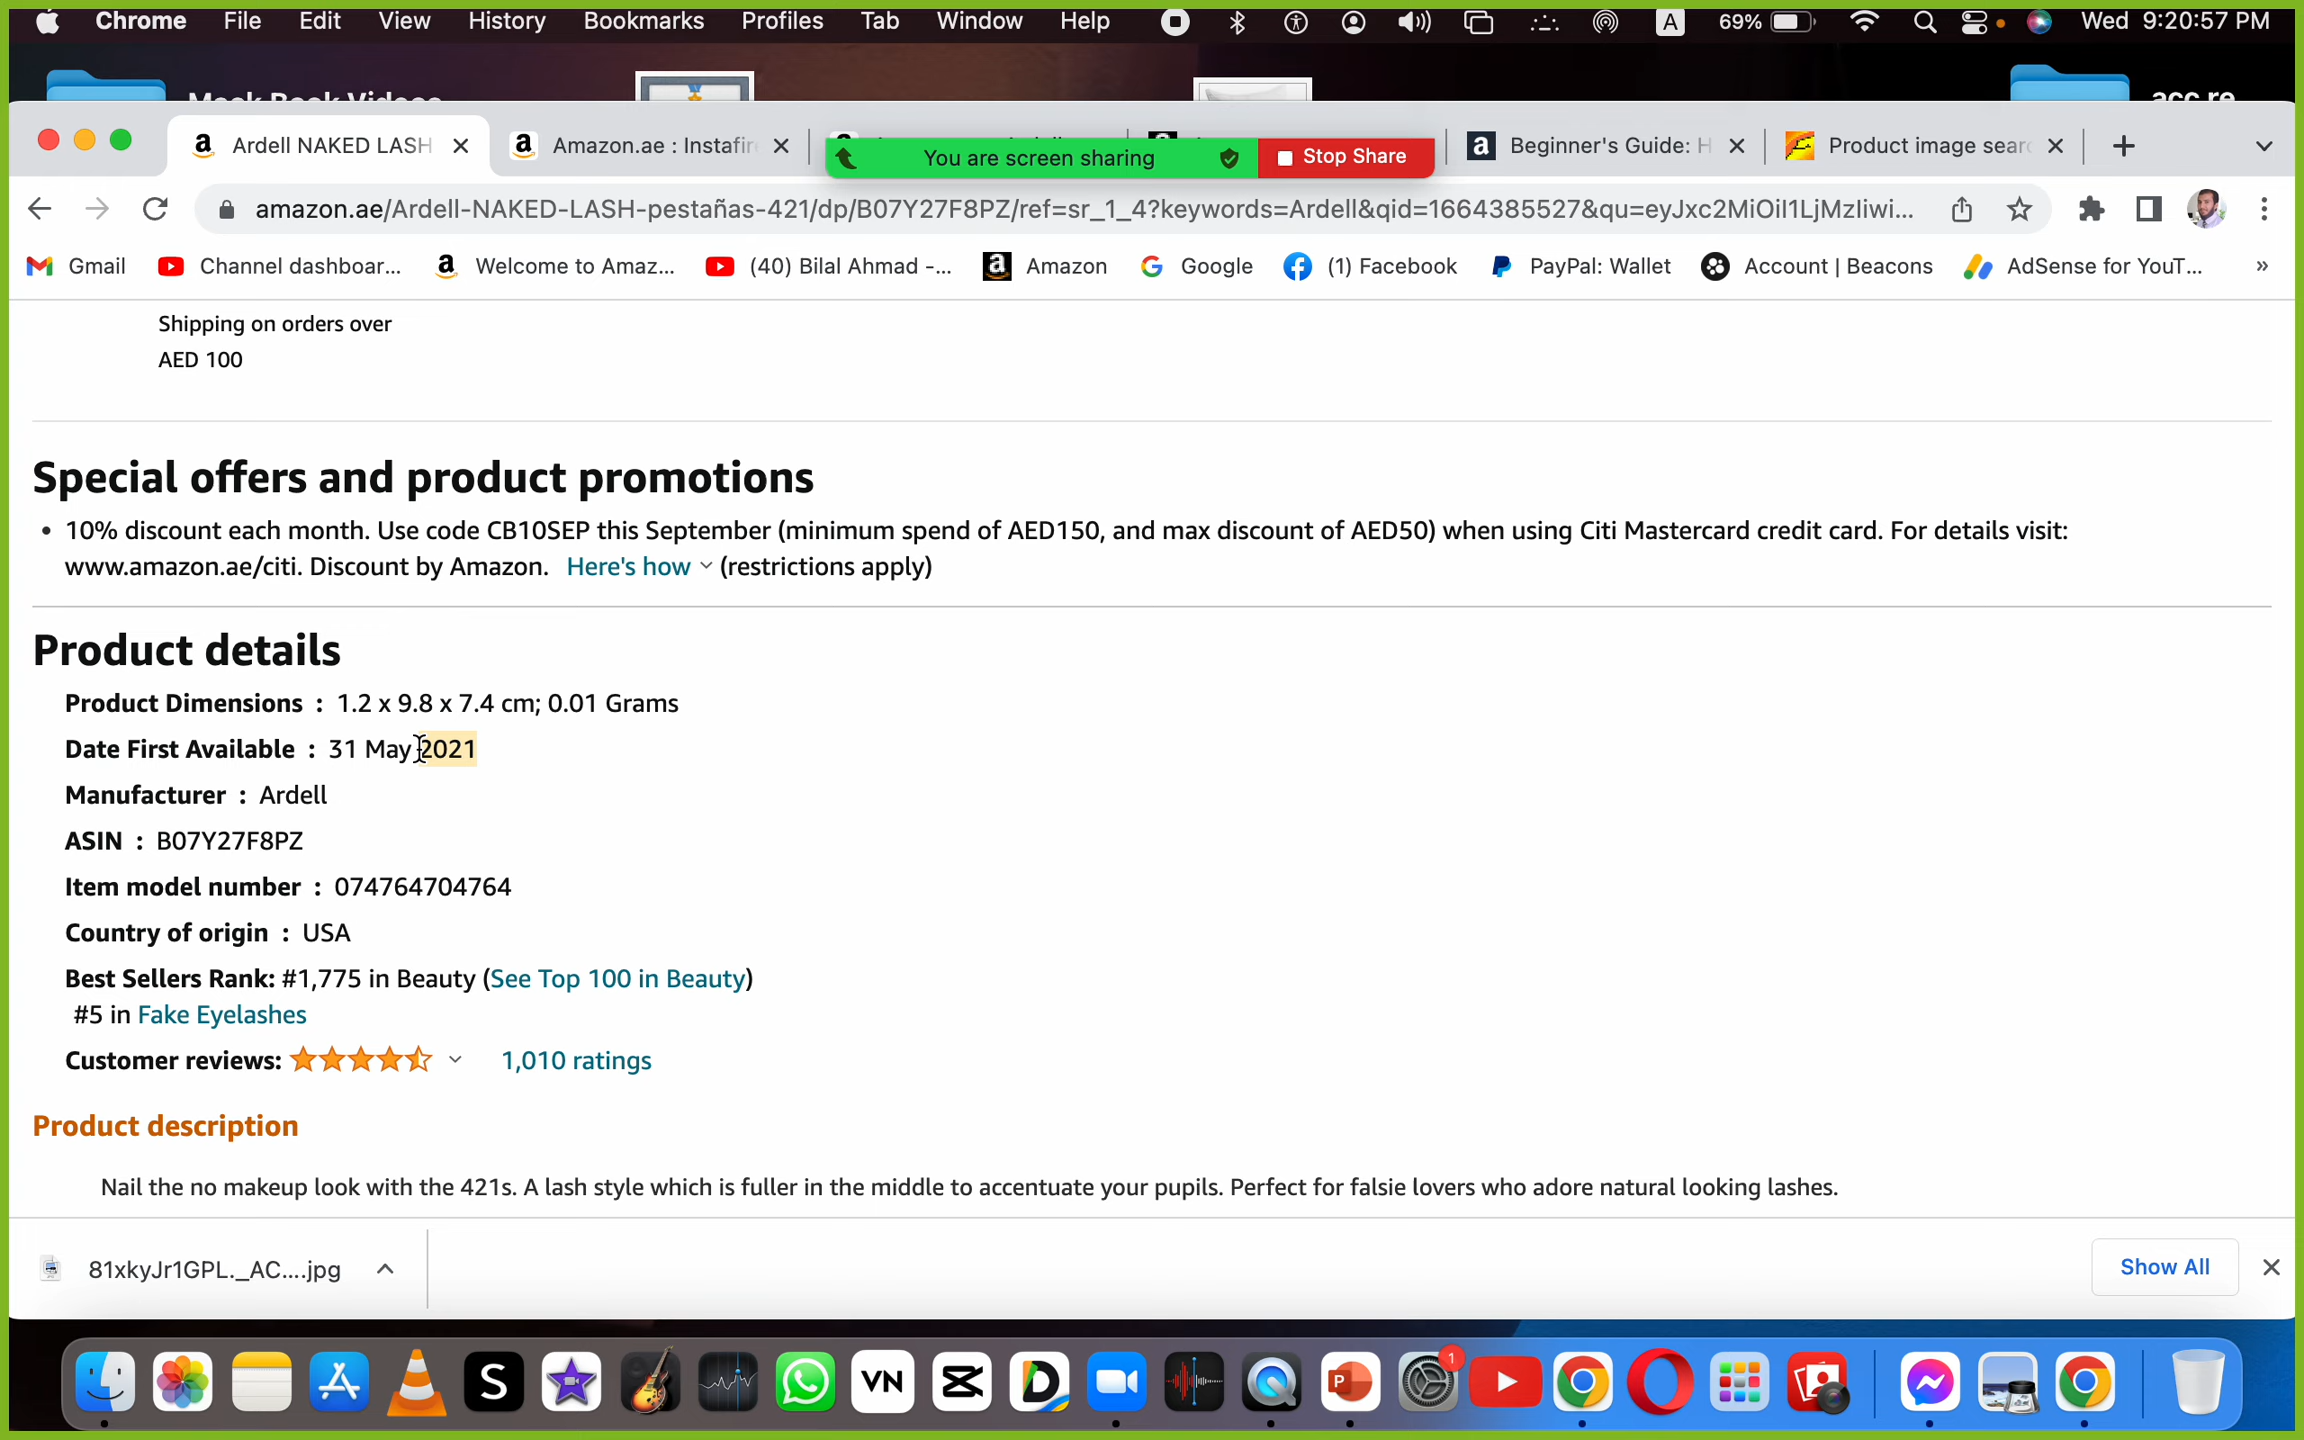 Chrome File Edit View History Bookmarks Profiles Tab Window Help A 69% Wed 9:20:57 PM
Mock Book Videos acc re
Ardell NAKED LASH Amazon.ae : Instafir You are screen sharing Stop Share Beginner's Guide: H Product image sear
amazon.ae/Ardell-NAKED-LASH-pestañas-421/dp/B07Y27F8PZ/ref=sr_1_4?keywords=Ardell&qid=1664385527&qu=eyJxc2MiOiI1LjMzIiwi...
Gmail Channel dashboar... Welcome to Amaz... (40) Bilal Ahmad -... Amazon Google (1) Facebook PayPal: Wallet Account | Beacons AdSense for YouT... »
Shipping on orders over
AED 100
Special offers and product promotions
• 10% discount each month. Use code CB10SEP this September (minimum spend of AED150, and max discount of AED50) when using Citi Mastercard credit card. For details visit:
www.amazon.ae/citi. Discount by Amazon. Here's how (restrictions apply)
Product details
Product Dimensions : 1.2 x 9.8 x 7.4 cm; 0.01 Grams
Date First Available : 31 May 2021
Manufacturer : Ardell
ASIN : B07Y27F8PZ
Item model number : 074764704764
Country of origin : USA
Best Sellers Rank: #1,775 in Beauty (See Top 100 in Beauty)
#5 in Fake Eyelashes
Customer reviews: 1,010 ratings
Product description
Nail the no makeup look with the 421s. A lash style which is fuller in the middle to accentuate your pupils. Perfect for falsie lovers who adore natural looking lashes.
81xkyJr1GPL._AC....jpg Show All
S VN D P 1